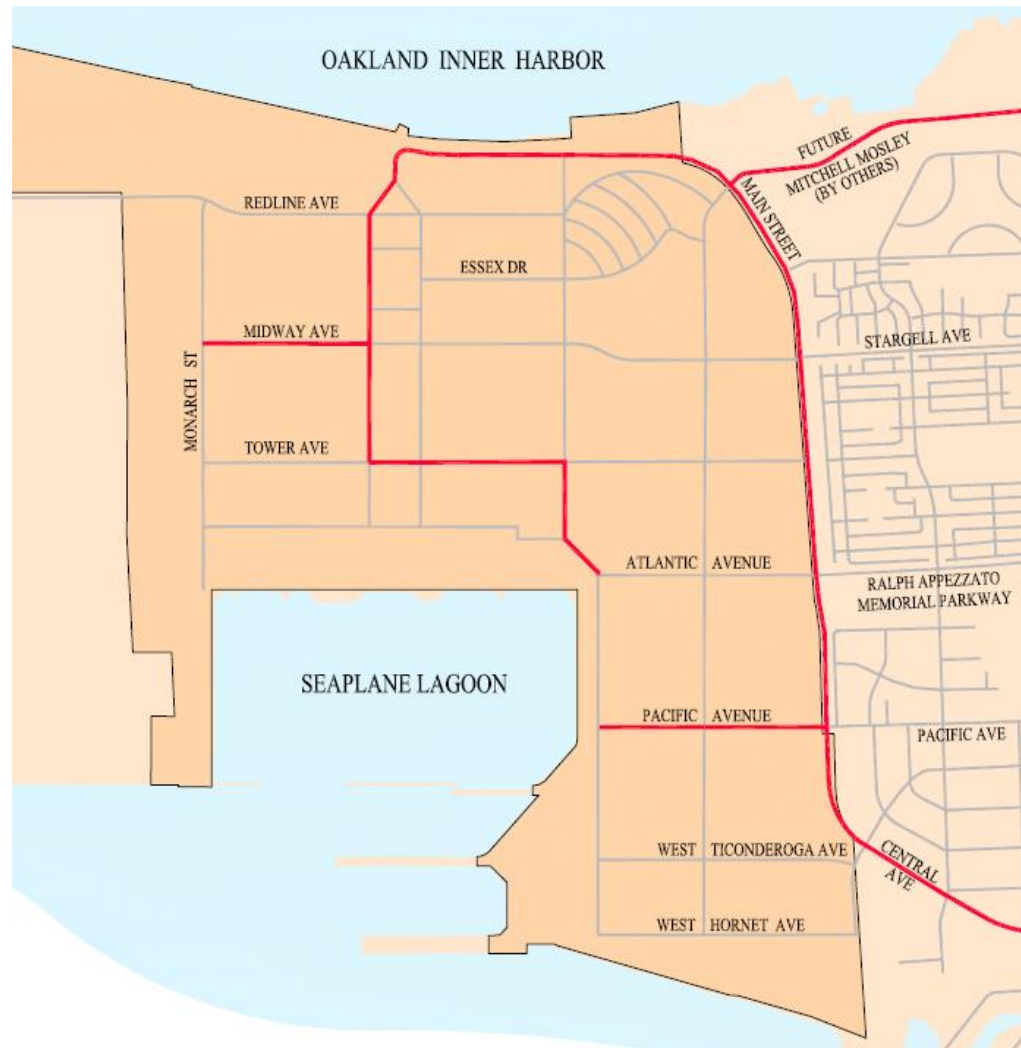 OAKLAND INNER HARBOR
FUTURE
MITCHELL MOSLEY
(BY OTHERS)
MAIN STREET
REDLINE AVE
ESSEX DR
MIDWAY AVE
STARGELL AVE
MONARCH ST
TOWER AVE
ATLANTIC AVENUE
RALPH APPEZZATO
MEMORIAL PARKWAY
SEAPLANE LAGOON
PACIFIC AVENUE
PACIFIC AVE
WEST TICONDEROGA AVE
CENTRAL
AVE
WEST HORNET AVE